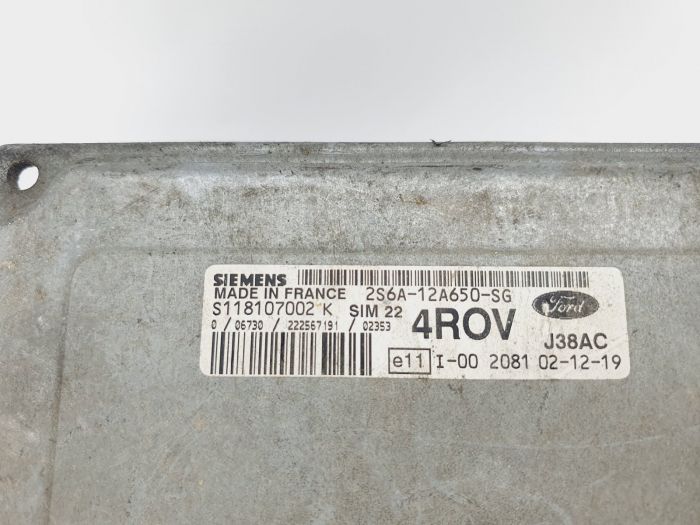 SIEMENS
MADE IN FRANCE 2S6A-12A650-SG
S118107002 K SIM 22 4ROV Ford
0 / 06730 / 222567191 / 02353 J38AC
e11 I-00 2081 02-12-19